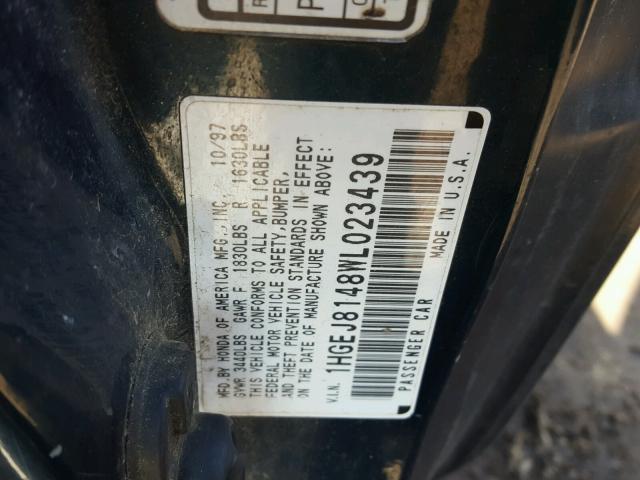 MFD BY HONDA OF AMERICA MFG.,INC. 10/97
GVWR 3440LBS GAWR F 1830LBS R 1630LBS
THIS VEHICLE CONFORMS TO ALL APPLICABLE
FEDERAL MOTOR VEHICLE SAFETY,BUMPER,
AND THEFT PREVENTION STANDARDS IN EFFECT
ON THE DATE OF MANUFACTURE SHOWN ABOVE:
V.I.N. 1HGEJ8148WL023439
PASSENGER CAR MADE IN U.S.A.